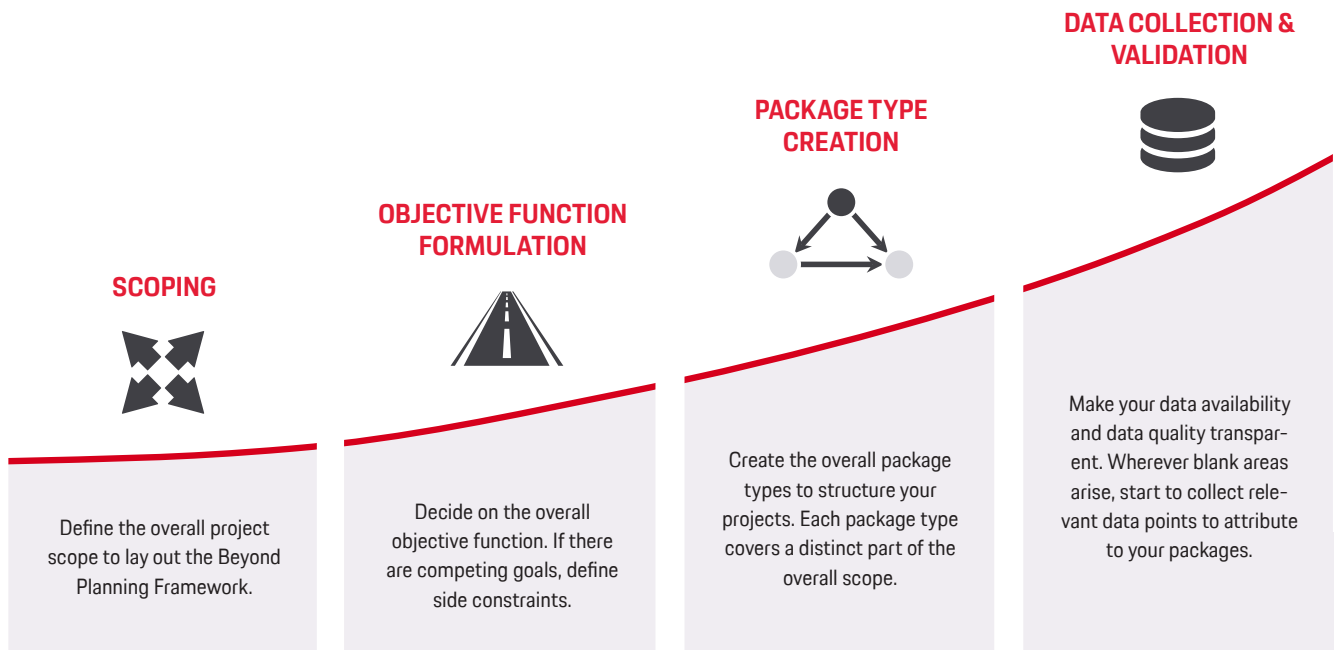 SCOPING
Define the overall project
scope to lay out the Beyond
Planning Framework.
OBJECTIVE FUNCTION
FORMULATION
Decide on the overall
objective function. If there
are competing goals, define
side constraints.
PACKAGE TYPE
CREATION
Create the overall package
types to structure your
projects. Each package type
covers a distinct part of the
overall scope.
DATA COLLECTION &
VALIDATION
Make your data availability
and data quality transpar-
ent. Wherever blank areas
arise, start to collect rele-
vant data points to attribute
to your packages.